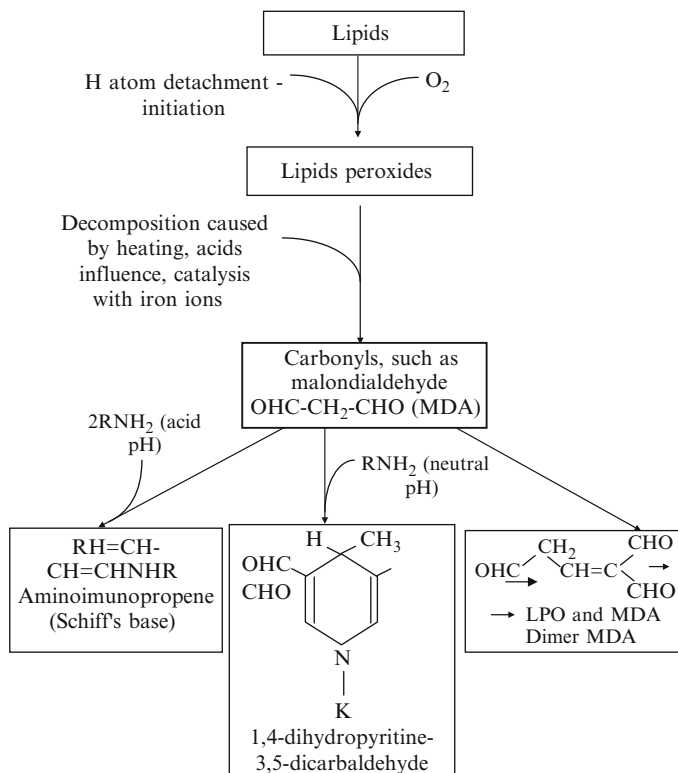 Lipids
H atom detachment -
initiation
O₂
Lipids peroxides
Decomposition caused
by heating, acids
influence, catalysis
with iron ions
Carbonyls, such as
malondialdehyde
OHC-CH₂-CHO (MDA)
2RNH₂ (acid
pH)
RNH₂ (neutral
pH)
RH=CH-
CH=CHNHR
Aminoimunopropene
(Schiff's base)
H CH₃
OHC
CHO
N
K
1,4-dihydropyritine-
3,5-dicarbaldehyde
CH₂ CHO
OHC CH=C
CHO
→ LPO and MDA
Dimer MDA